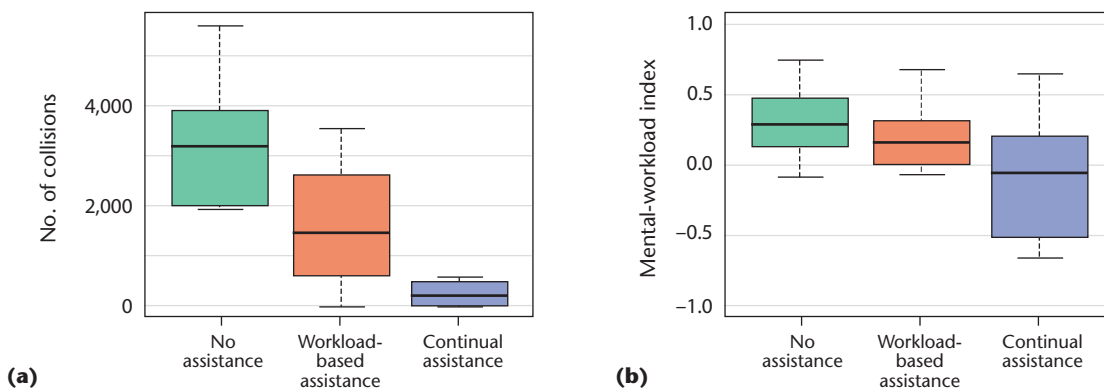 No. of collisions
4,000
2,000
0
No
assistance
Workload-
based
assistance
Continual
assistance
(a)
Mental-workload index
1.0
0.5
0.0
–0.5
–1.0
No
assistance
Workload-
based
assistance
Continual
assistance
(b)